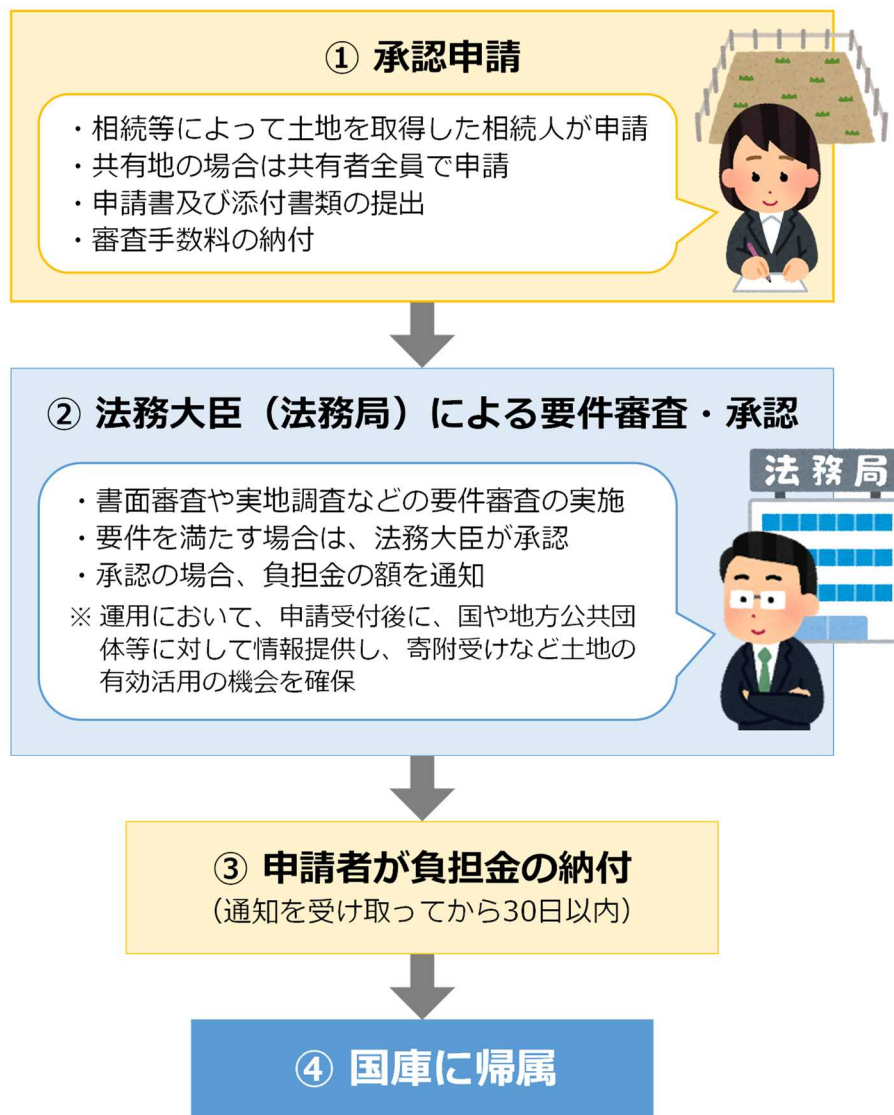 ① 承認申請
・相続等によって土地を取得した相続人が申請
・共有地の場合は共有者全員で申請
・申請書及び添付書類の提出
・審査手数料の納付
② 法務大臣（法務局）による要件審査・承認
法務局
・書面審査や実地調査などの要件審査の実施
・要件を満たす場合は、法務大臣が承認
・承認の場合、負担金の額を通知
※ 運用において、申請受付後に、国や地方公共団
体等に対して情報提供し、寄附受けなど土地の
有効活用の機会を確保
③ 申請者が負担金の納付
（通知を受け取ってから30日以内）
④ 国庫に帰属